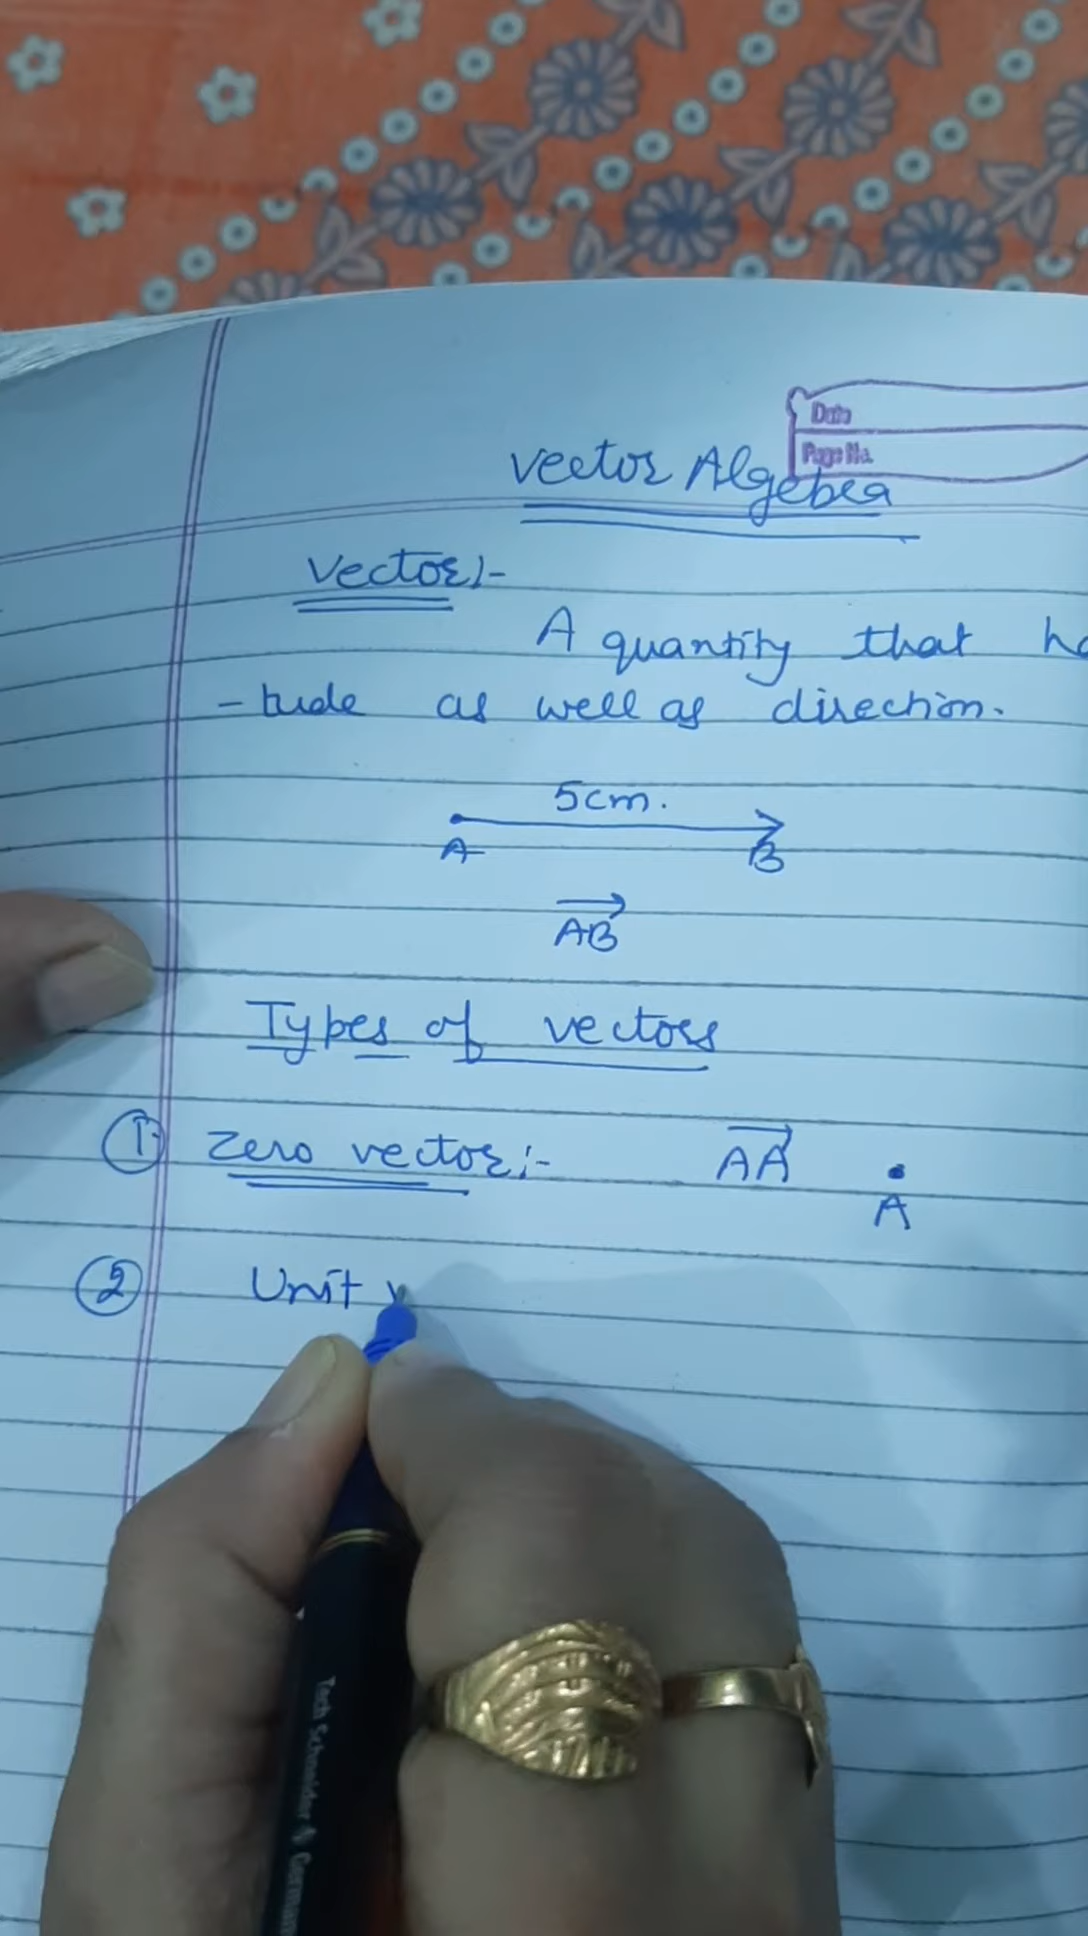 Date
Page No.
Vector Algebra
Vector:-
A quantity that ha
-tude as well as direction.
5cm.
A B
AB
Types of vectors
1 Zero vector:- AA
A
2 Unit v